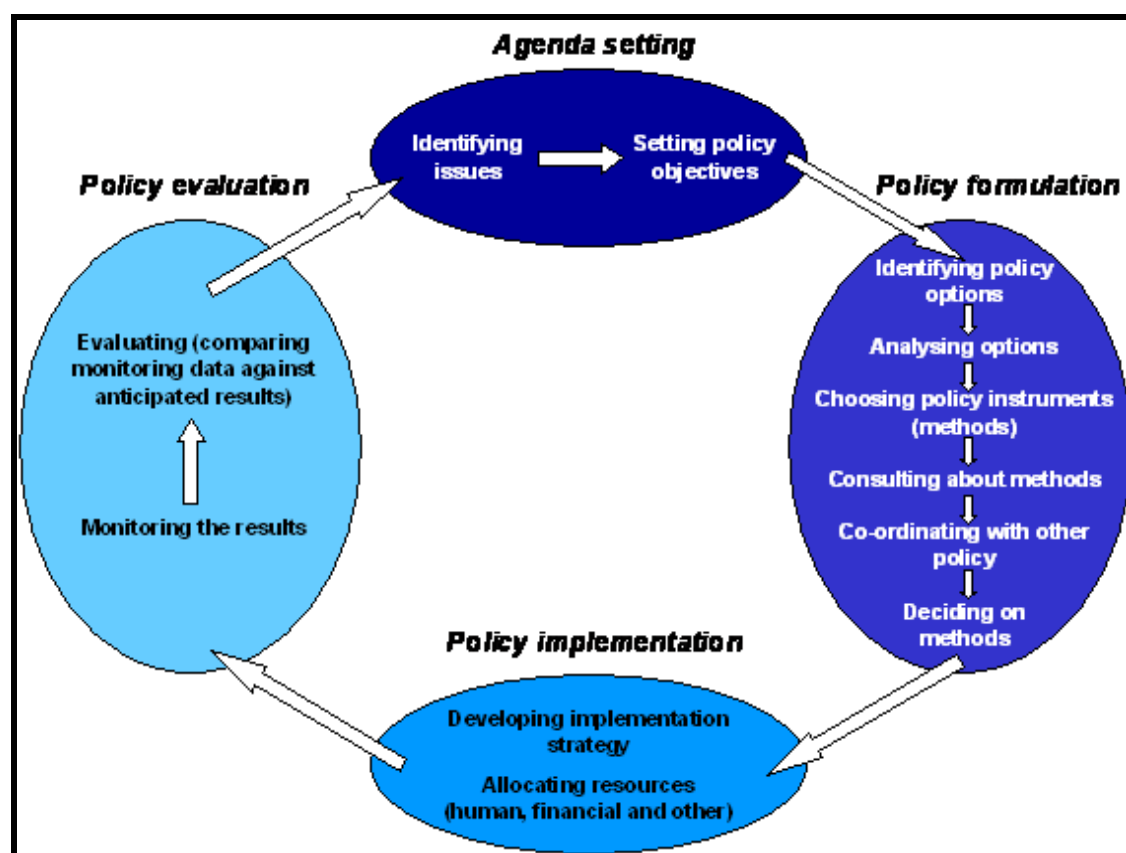 Agenda setting
Identifying
issues
Setting policy
objectives
Policy evaluation
Policy formulation
Identifying policy
options
Analysing options
Choosing policy instruments
(methods)
Consulting about methods
Co-ordinating with other
policy
Deciding on
methods
Evaluating (comparing
monitoring data against
anticipated results)
Monitoring the results
Policy implementation
Developing implementation
strategy
Allocating resources
(human, financial and other)